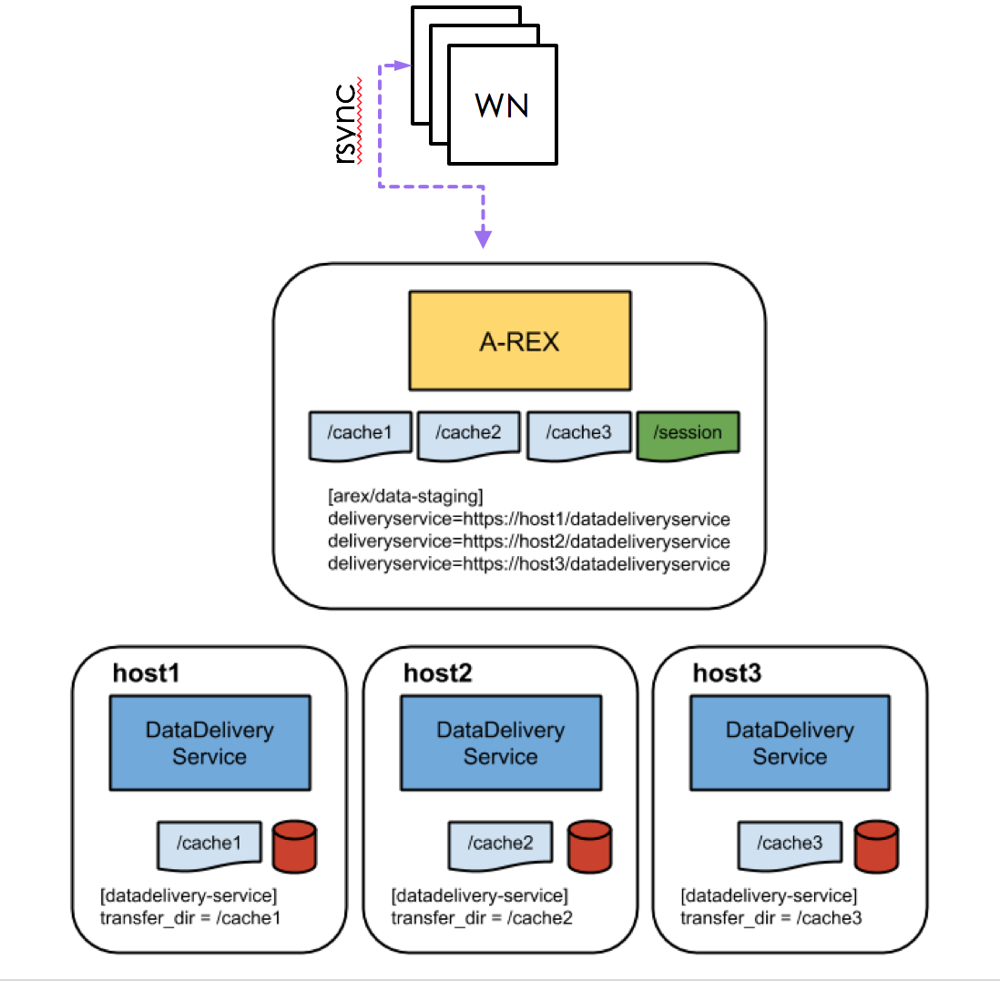 rsync
WN
A-REX
/cache1
/cache2
/cache3
/session
[arex/data-staging]
deliveryservice=https://host1/datadeliveryservice
deliveryservice=https://host2/datadeliveryservice
deliveryservice=https://host3/datadeliveryservice
host1
DataDelivery
Service
/cache1
[datadelivery-service]
transfer_dir = /cache1
host2
DataDelivery
Service
/cache2
[datadelivery-service]
transfer_dir = /cache2
host3
DataDelivery
Service
/cache3
[datadelivery-service]
transfer_dir = /cache3